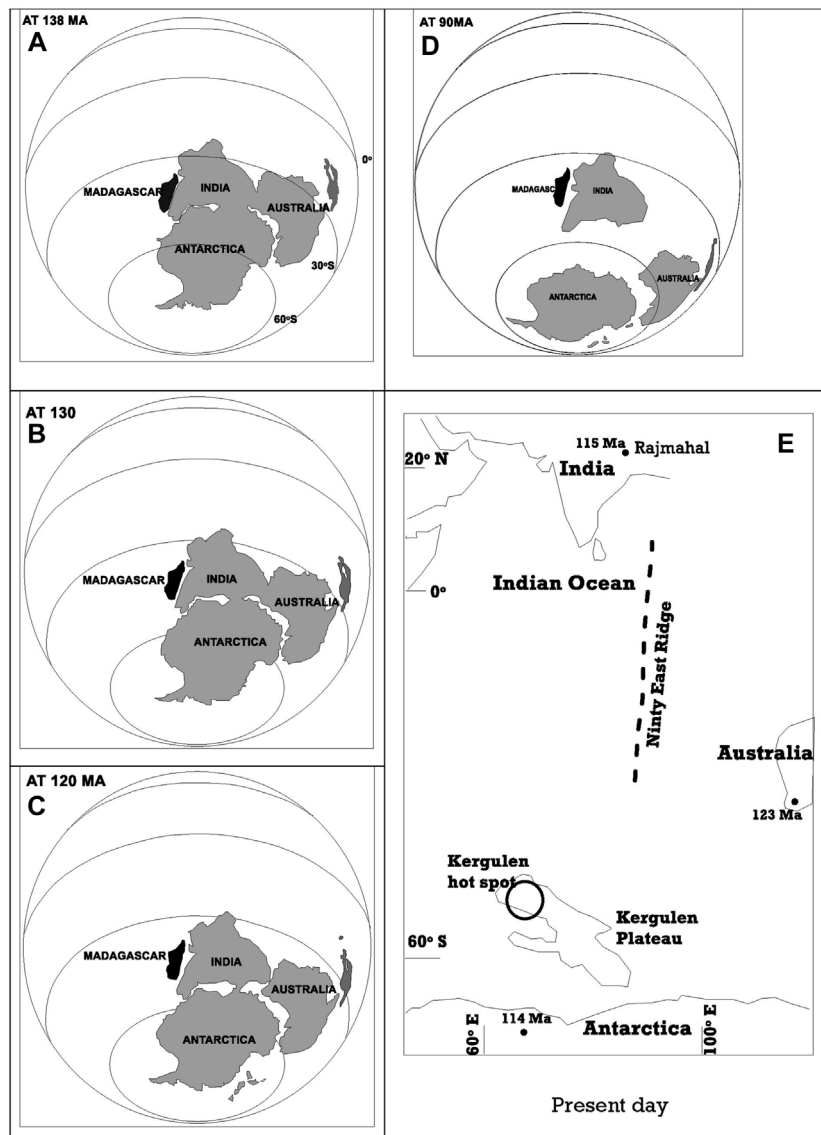 AT 138 MA
A
0°
MADAGASCAR
INDIA
AUSTRALIA
ANTARCTICA
30°S
60°S
AT 130
B
MADAGASCAR
INDIA
AUSTRALIA
ANTARCTICA
AT 120 MA
C
MADAGASCAR
INDIA
AUSTRALIA
ANTARCTICA
AT 90MA
D
MADAGASC
INDIA
AUSTRALIA
ANTARCTICA
E
115 Ma
Rajmahal
20° N
India
Indian Ocean
0°
Ninty East Ridge
Australia
123 Ma
Kergulen
hot spot
Kergulen
Plateau
60° S
114 Ma
Antarctica
60° E
100° E
Present day